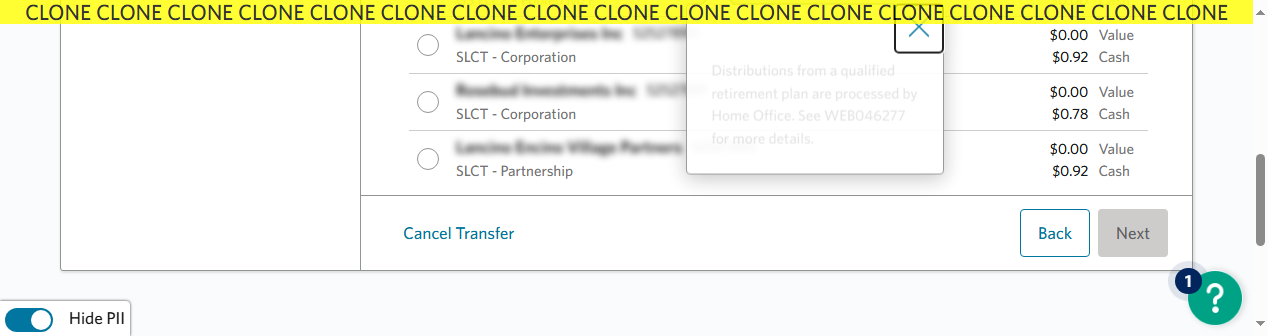 CLONE CLONE CLONE CLONE CLONE CLONE CLONE CLONE CLONE CLONE CLONE CLONE CLONE CLONE CLONE CLONE CLONE
$0.00 Value
SLCT - Corporation
$0.92 Cash
Distributions from a qualified
retirement plan are processed by
Home Office. See WEB046277
for more details.
$0.00 Value
SLCT - Corporation
$0.78 Cash
$0.00 Value
SLCT - Partnership
$0.92 Cash
Cancel Transfer
Back
Next
1
?
Hide PII